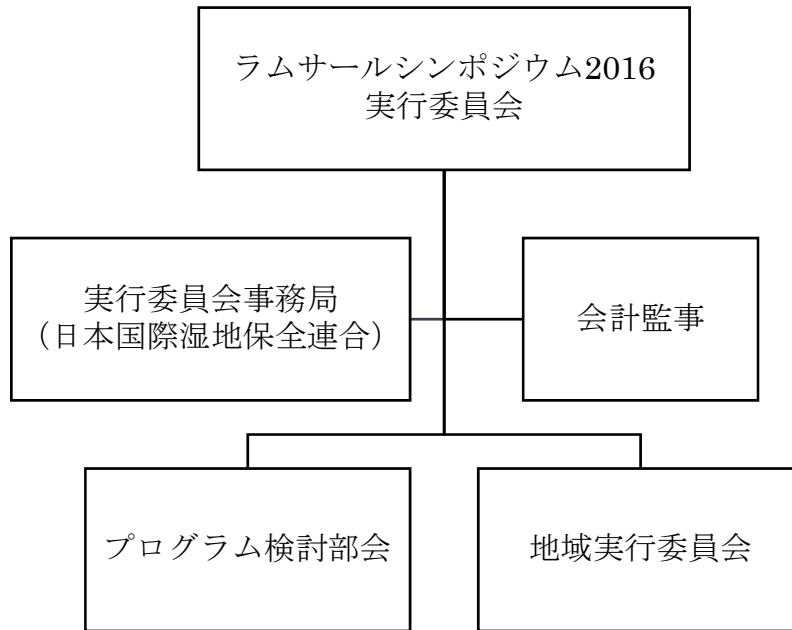 ラムサールシンポジウム2016
実行委員会
実行委員会事務局
（日本国際湿地保全連合）
会計監事
プログラム検討部会
地域実行委員会